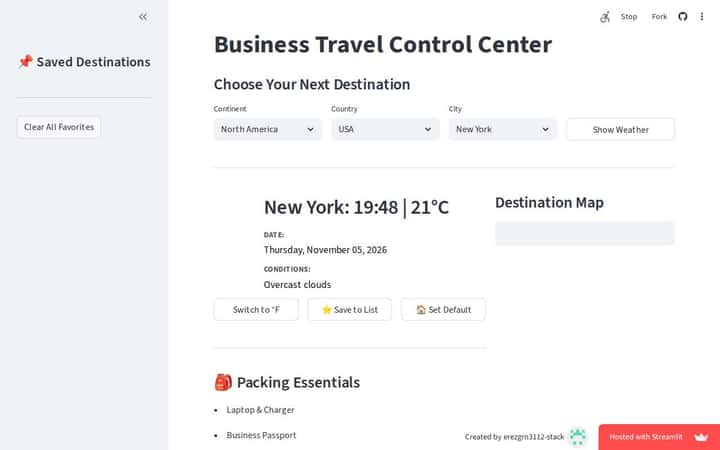 Stop
Fork
📌 Saved Destinations
Clear All Favorites
Business Travel Control Center
Choose Your Next Destination
Continent
Country
City
North America
USA
New York
Show Weather
New York: 19:48 | 21°C
DATE:
Thursday, November 05, 2026
CONDITIONS:
Overcast clouds
Switch to °F
⭐ Save to List
🏠 Set Default
Destination Map
🎒 Packing Essentials
• Laptop & Charger
• Business Passport
Created by erezgrn3112-stack
Hosted with Streamlit